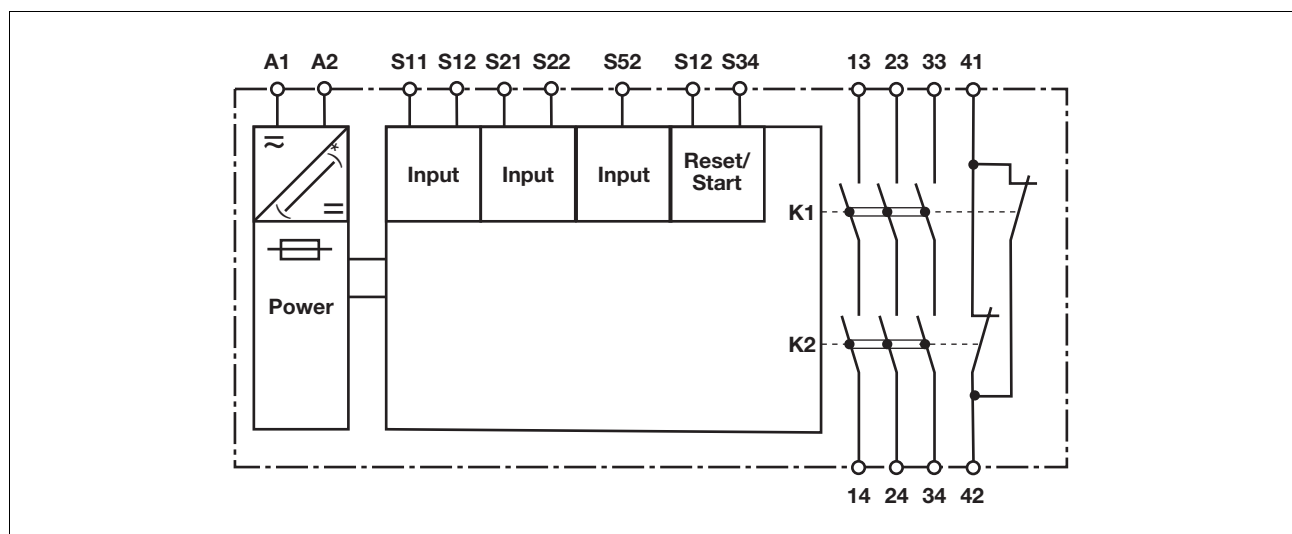 A1 A2 S11 S12 S21 S22 S52 S12 S34 13 23 33 41
Input Input Input Reset/
Start
*
K1
Power
K2
14 24 34 42